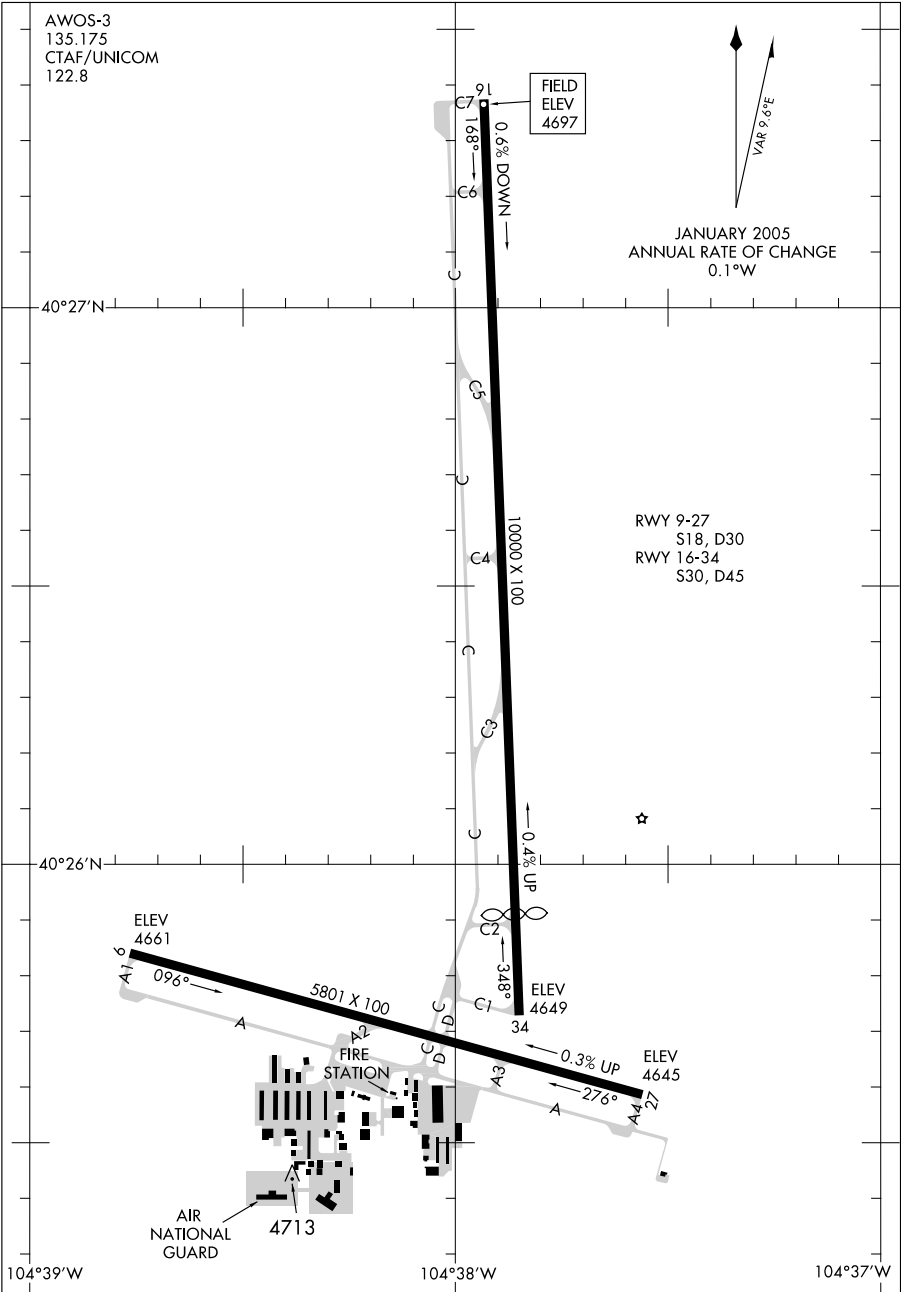 AWOS-3
135.175
CTAF/UNICOM
122.8
FIELD
ELEV
4697
VAR 9.6°E
JANUARY 2005
ANNUAL RATE OF CHANGE
0.1°W
16
C7
168°
0.6% DOWN
C6
C
40°27'N
C5
C
10000 X 100
C4
RWY 9-27
S18, D30
RWY 16-34
S30, D45
C
C3
C
0.4% UP
40°26'N
C2
348°
ELEV
4661
9
A1
096°
5801 X 100
C1
ELEV
4649
34
C
D
A
A2
C
D
FIRE
STATION
A3
0.3% UP
276°
ELEV
4645
27
A4
A
AIR
NATIONAL
GUARD
4713
104°39'W
104°38'W
104°37'W